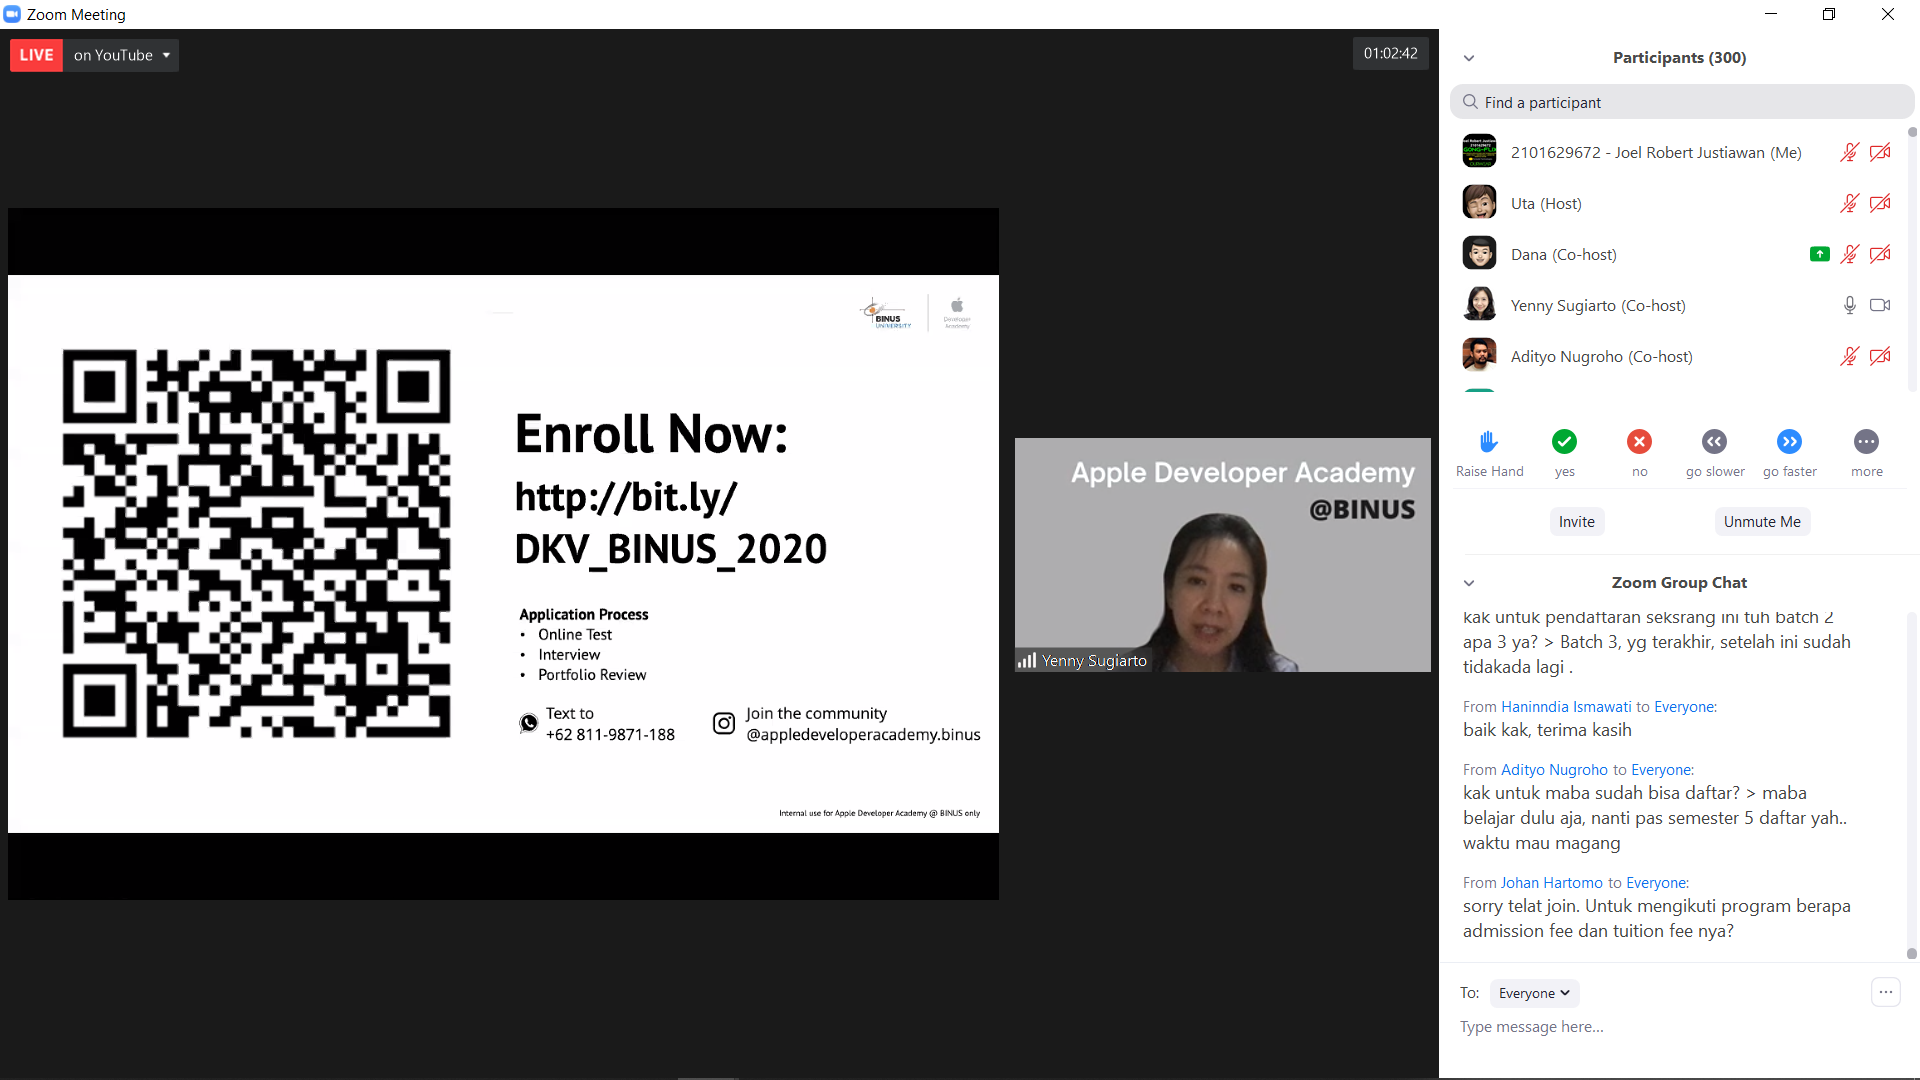 Zoom Meeting
LIVE on YouTube
01:02:42
BINUS
UNIVERSITY
Developer
Academy
Enroll Now:
http://bit.ly/
DKV_BINUS_2020
Application Process
• Online Test
• Interview
• Portfolio Review
Text to
+62 811-9871-188
Join the community
@appledeveloperacademy.binus
Internal use for Apple Developer Academy @ BINUS only
Apple Developer Academy
@BINUS
Yenny Sugiarto
Participants (300)
Find a participant
2101629672 - Joel Robert Justiawan (Me)
Uta (Host)
Dana (Co-host)
Yenny Sugiarto (Co-host)
Adityo Nugroho (Co-host)
Raise Hand
yes
no
go slower
go faster
more
Invite
Unmute Me
Zoom Group Chat
kak untuk pendaftaran seksrang ini tuh batch 2
apa 3 ya? > Batch 3, yg terakhir, setelah ini sudah
tidakada lagi .
From Haninndia Ismawati to Everyone:
baik kak, terima kasih
From Adityo Nugroho to Everyone:
kak untuk maba sudah bisa daftar? > maba
belajar dulu aja, nanti pas semester 5 daftar yah..
waktu mau magang
From Johan Hartomo to Everyone:
sorry telat join. Untuk mengikuti program berapa
admission fee dan tuition fee nya?
To: Everyone
Type message here...